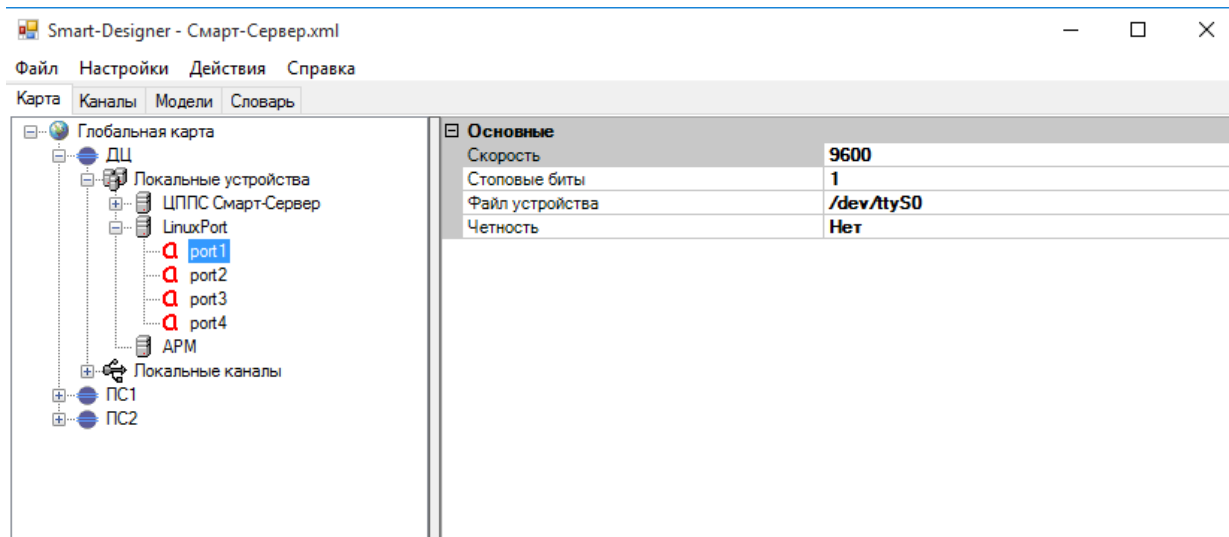 Smart-Designer - Смарт-Сервер.xml
Файл Настройки Действия Справка
Карта Каналы Модели Словарь
Глобальная карта
ДЦ
Локальные устройства
ЦППС Смарт-Сервер
LinuxPort
port1
port2
port3
port4
АРМ
Локальные каналы
ПС1
ПС2
Основные
Скорость 9600
Стоповые биты 1
Файл устройства /dev/ttyS0
Четность Нет